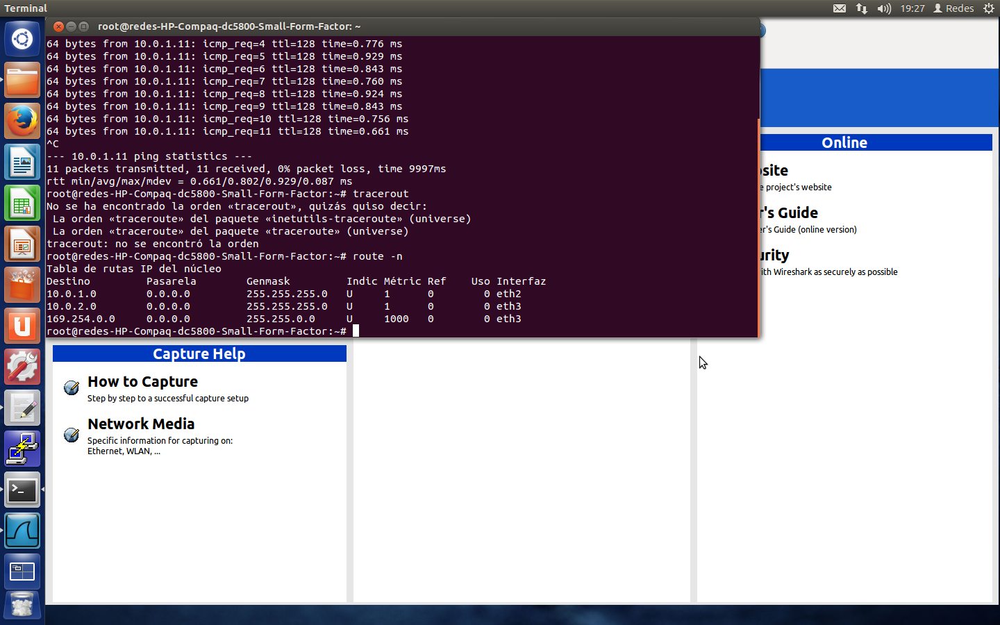 Terminal
19:27 Redes
root@redes-HP-Compaq-dc5800-Small-Form-Factor: ~
64 bytes from 10.0.1.11: icmp_req=4 ttl=128 time=0.776 ms
64 bytes from 10.0.1.11: icmp_req=5 ttl=128 time=0.929 ms
64 bytes from 10.0.1.11: icmp_req=6 ttl=128 time=0.843 ms
64 bytes from 10.0.1.11: icmp_req=7 ttl=128 time=0.760 ms
64 bytes from 10.0.1.11: icmp_req=8 ttl=128 time=0.924 ms
64 bytes from 10.0.1.11: icmp_req=9 ttl=128 time=0.843 ms
64 bytes from 10.0.1.11: icmp_req=10 ttl=128 time=0.756 ms
64 bytes from 10.0.1.11: icmp_req=11 ttl=128 time=0.661 ms
^C
--- 10.0.1.11 ping statistics ---
11 packets transmitted, 11 received, 0% packet loss, time 9997ms
rtt min/avg/max/mdev = 0.661/0.802/0.929/0.087 ms
root@redes-HP-Compaq-dc5800-Small-Form-Factor:~# tracerout
No se ha encontrado la orden «tracerout», quizás quiso decir:
La orden «traceroute» del paquete «inetutils-traceroute» (universe)
La orden «traceroute» del paquete «traceroute» (universe)
tracerout: no se encontró la orden
root@redes-HP-Compaq-dc5800-Small-Form-Factor:~# route -n
Tabla de rutas IP del núcleo
Destino Pasarela Genmask Indic Métric Ref Uso Interfaz
10.0.1.0 0.0.0.0 255.255.255.0 U 1 0 0 eth2
10.0.2.0 0.0.0.0 255.255.255.0 U 1 0 0 eth3
169.254.0.0 0.0.0.0 255.255.0.0 U 1000 0 0 eth3
root@redes-HP-Compaq-dc5800-Small-Form-Factor:~#
Capture Help
How to Capture
Step by step to a successful capture setup
Network Media
Specific information for capturing on:
Ethernet, WLAN, ...
Online
site
e project's website
r's Guide
er's Guide (online version)
urity
with Wireshark as securely as possible